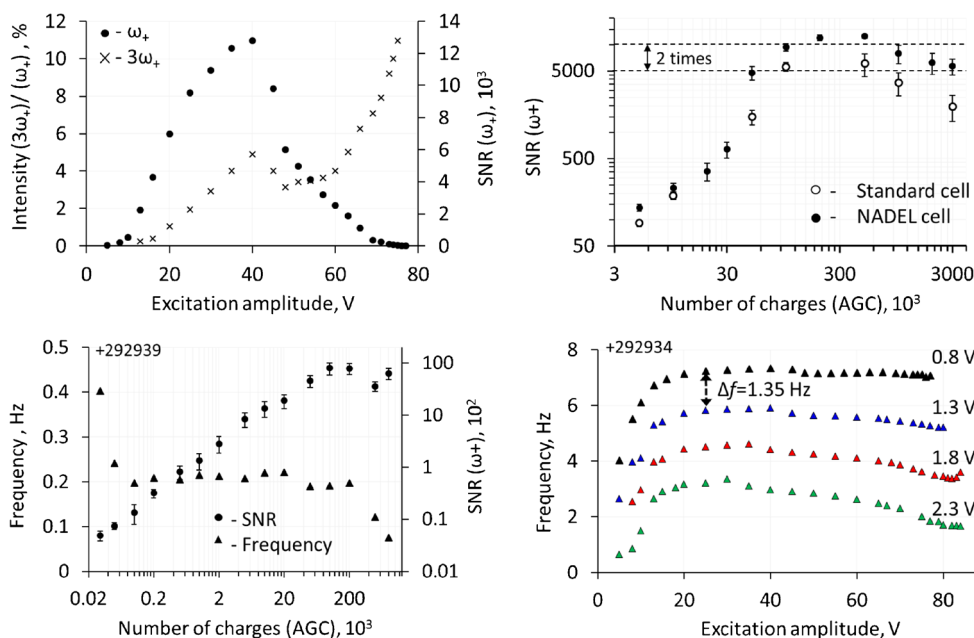 Intensity (3ω₊)/ (ω₊) , %
12
10
8
6
4
2
0
● - ω₊
× - 3ω₊
14
12
10
8
6
4
2
0
SNR (ω₊), 10³
0 20 40 60 80
Excitation amplitude, V
SNR (ω+)
5000
500
50
2 times
○ - Standard cell
● - NADEL cell
3 30 300 3000
Number of charges (AGC), 10³
Frequency, Hz
0.5
0.4
0.3
0.2
0.1
0
+292939
● - SNR
▲ - Frequency
100
10
1
0.1
0.01
SNR (ω+), 10²
0.02 0.2 2 20 200
Number of charges (AGC), 10³
Frequency, Hz
8
6
4
2
0
+292934
0.8 V
Δf=1.35 Hz
1.3 V
1.8 V
2.3 V
0 20 40 60 80
Excitation amplitude, V